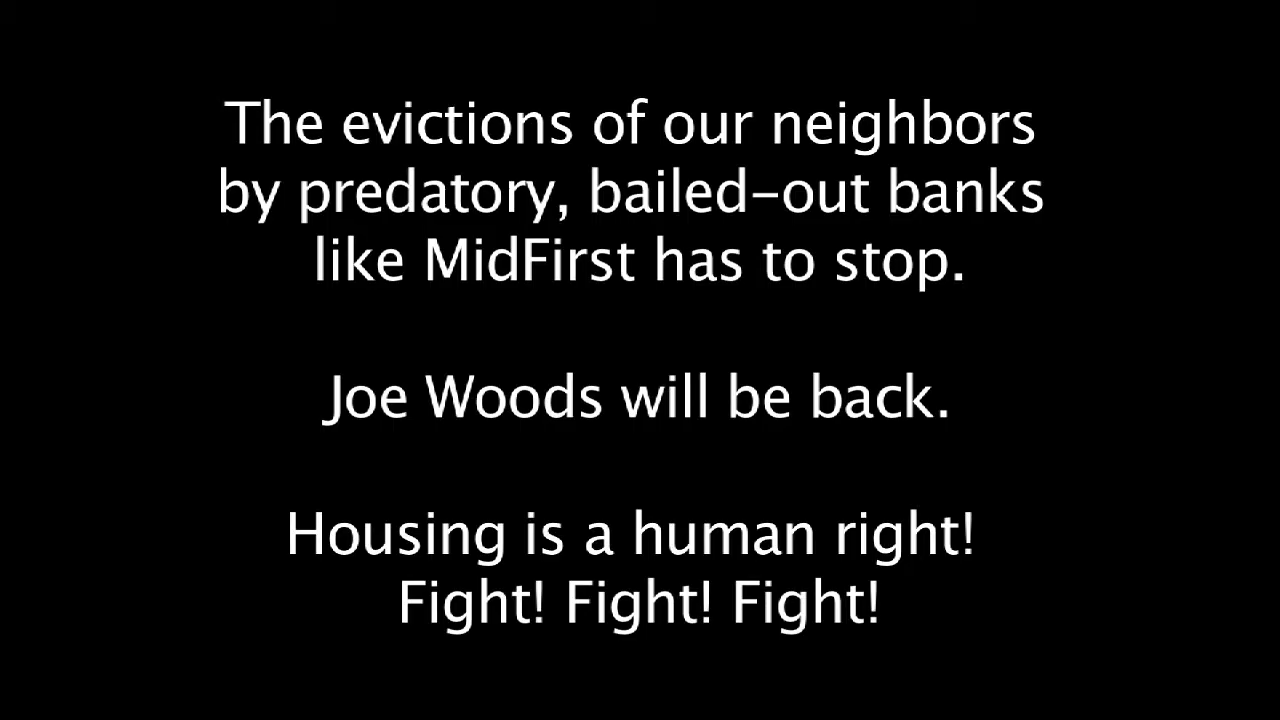 The evictions of our neighbors
by predatory, bailed-out banks
like MidFirst has to stop.
Joe Woods will be back.
Housing is a human right!
Fight! Fight! Fight!